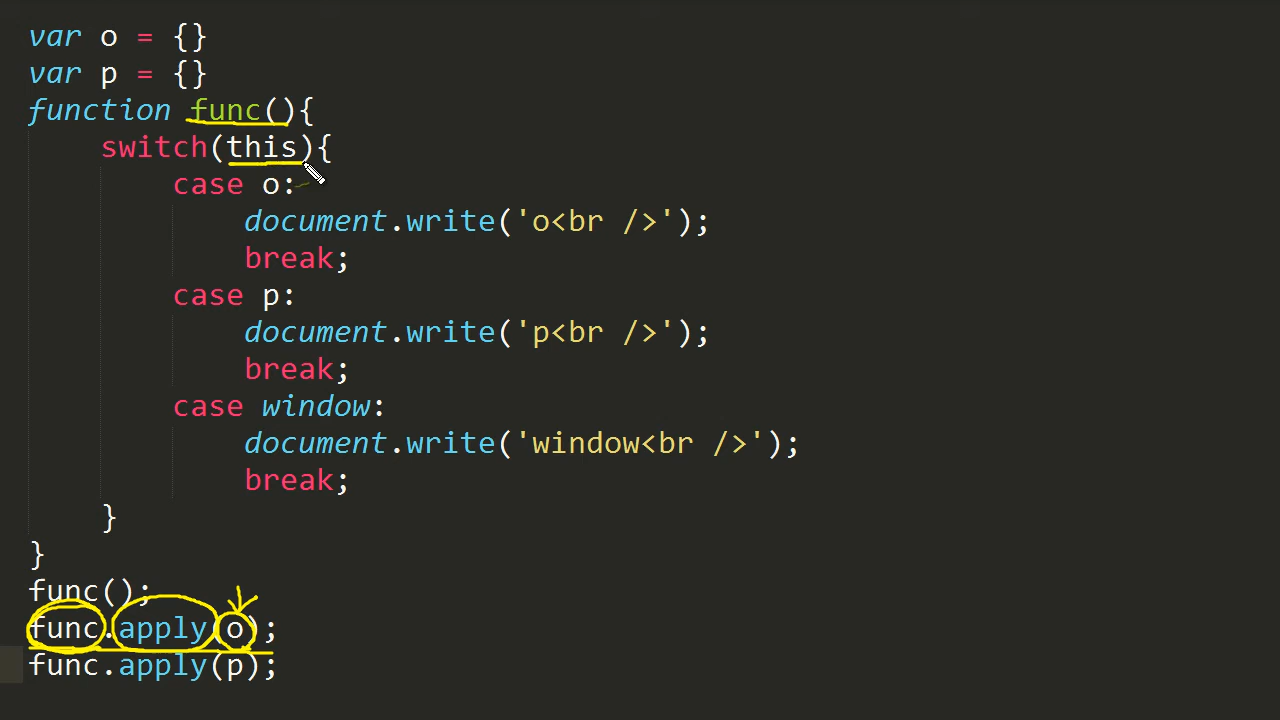 var o = {}
var p = {}
function func(){
    switch(this){
        case o:
            document.write('o<br />');
            break;
        case p:
            document.write('p<br />');
            break;
        case window:
            document.write('window<br />');
            break;
    }
}
func();
func.apply(o);
func.apply(p);